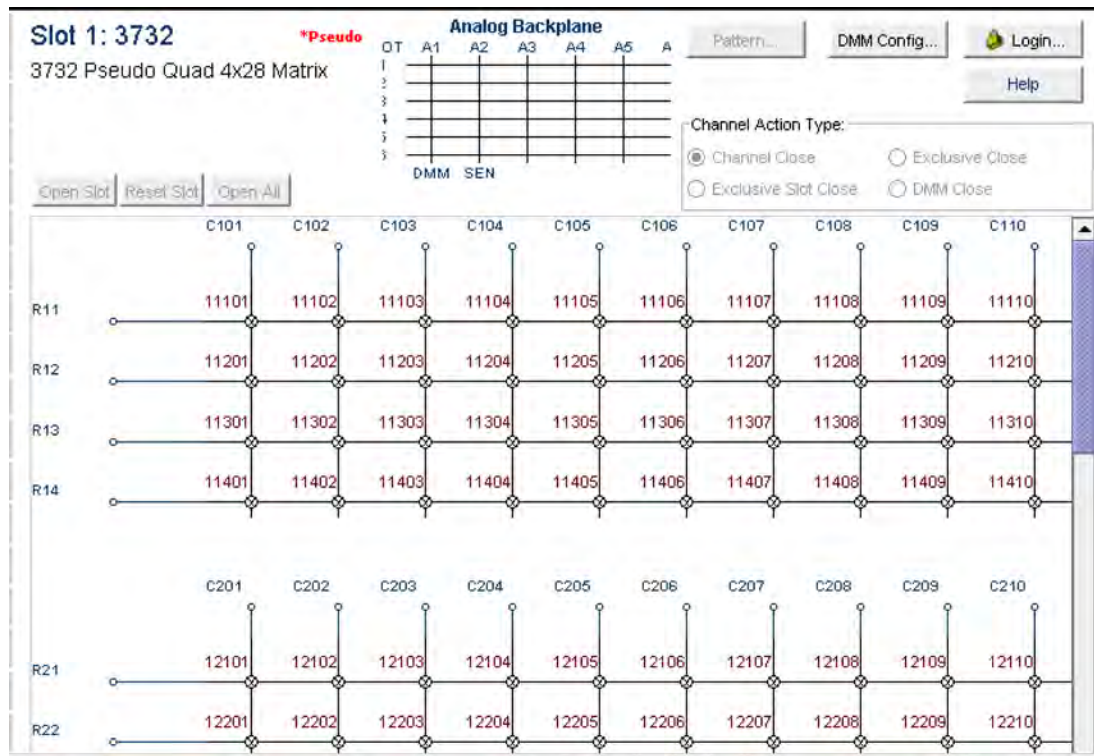 Slot 1: 3732
*Pseudo
3732 Pseudo Quad 4x28 Matrix
Analog Backplane
OT A1 A2 A3 A4 A5 A
DMM SEN
Pattern... DMM Config... Login...
Help
Channel Action Type:
Channel Close Exclusive Close
Exclusive Slot Close DMM Close
Open Slot Reset Slot Open All
C101 C102 C103 C104 C105 C106 C107 C108 C109 C110
R11 11101 11102 11103 11104 11105 11106 11107 11108 11109 11110
R12 11201 11202 11203 11204 11205 11206 11207 11208 11209 11210
R13 11301 11302 11303 11304 11305 11306 11307 11308 11309 11310
R14 11401 11402 11403 11404 11405 11406 11407 11408 11409 11410
C201 C202 C203 C204 C205 C206 C207 C208 C209 C210
R21 12101 12102 12103 12104 12105 12106 12107 12108 12109 12110
R22 12201 12202 12203 12204 12205 12206 12207 12208 12209 12210